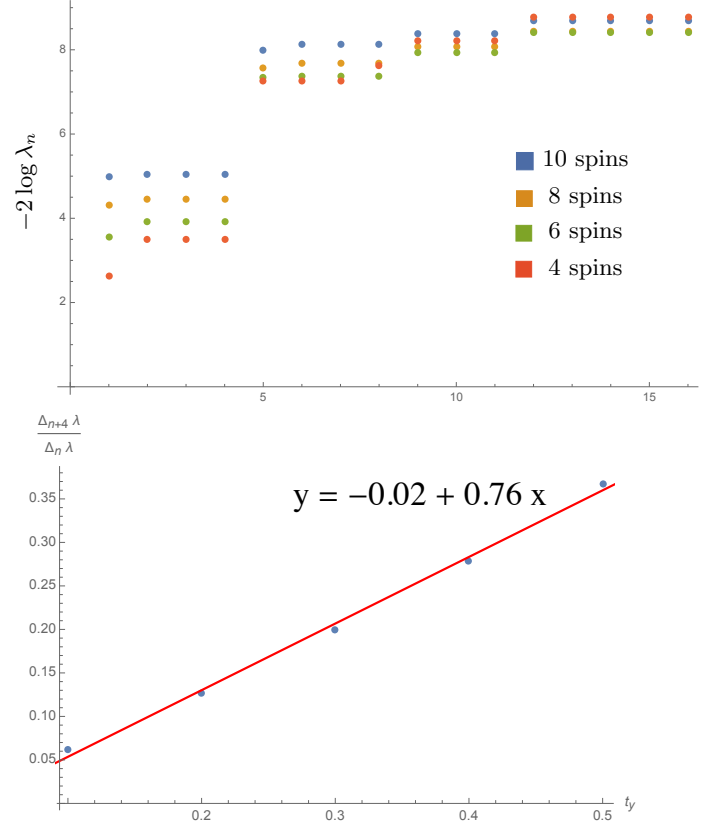 8
6
4
2
−2 log λn
10 spins
8 spins
6 spins
4 spins
5
10
15
Δn+4 λ
Δn λ
y = −0.02 + 0.76 x
0.35
0.30
0.25
0.20
0.15
0.10
0.05
0.2
0.3
0.4
0.5
ty